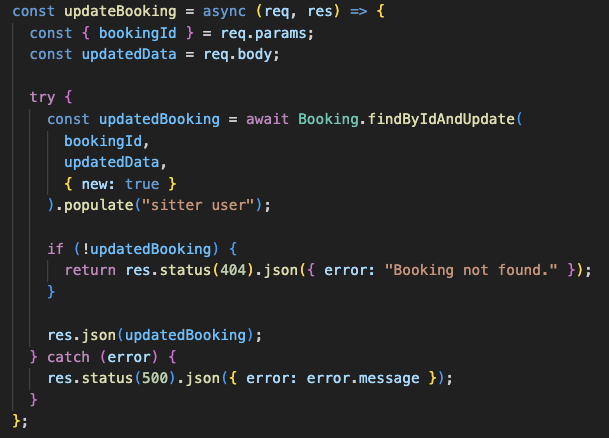 const updateBooking = async (req, res) => {
  const { bookingId } = req.params;
  const updatedData = req.body;

  try {
    const updatedBooking = await Booking.findByIdAndUpdate(
      bookingId,
      updatedData,
      { new: true }
    ).populate("sitter user");

    if (!updatedBooking) {
      return res.status(404).json({ error: "Booking not found." });
    }

    res.json(updatedBooking);
  } catch (error) {
    res.status(500).json({ error: error.message });
  }
};